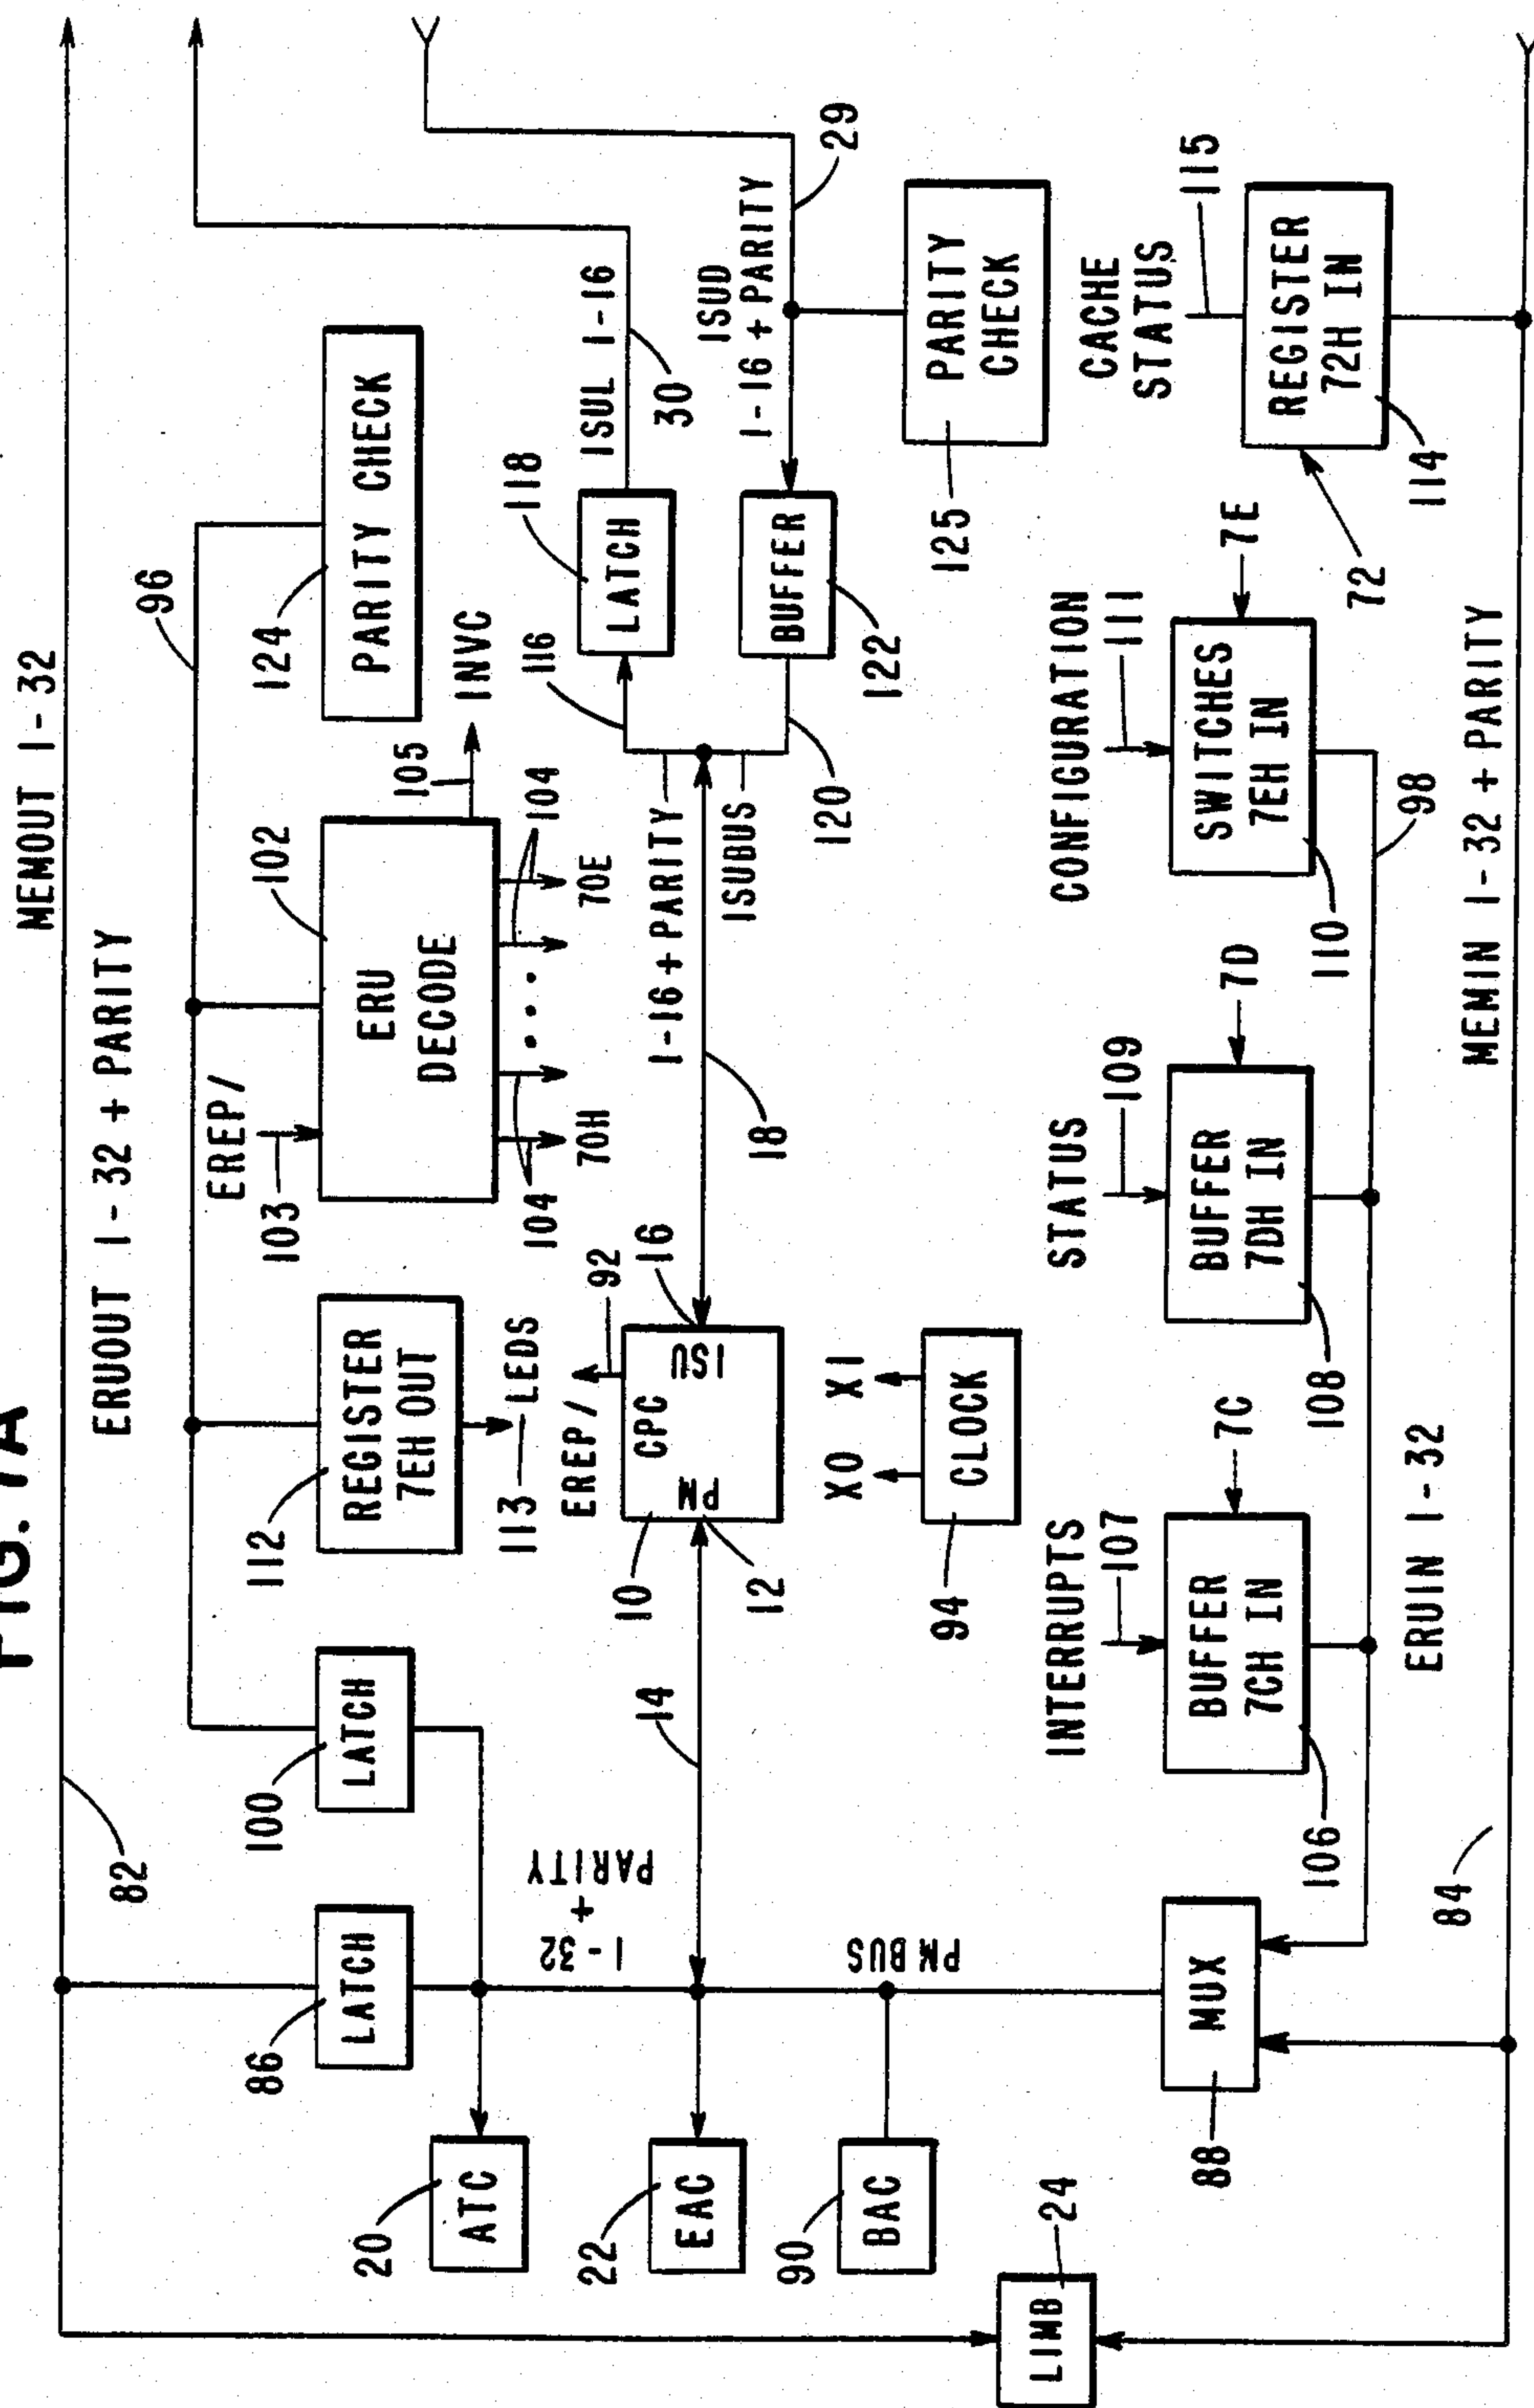 FIG. 7A
MEMOUT 1-32
82
ERUOUT 1-32 + PARITY
96
86
LATCH
100
LATCH
112
REGISTER
7EH OUT
113
LEDS
EREP/
103
102
ERU
DECODE
104
70H
104
70E
105
INVC
124
PARITY CHECK
20
ATC
22
EAC
90
BAC
LIMB
24
1-32
+
PARITY
PM BUS
14
10
12
PM
CPC
ISU
EREP/
92
16
18
1-16 + PARITY
ISUBUS
116
118
LATCH
ISUL 1-16
30
120
BUFFER
122
ISUD
1-16 + PARITY
29
125
PARITY
CHECK
X0
X1
94
CLOCK
88
MUX
INTERRUPTS
107
BUFFER
7CH IN
7C
106
STATUS
109
BUFFER
7DH IN
7D
108
CONFIGURATION
111
SWITCHES
7EH IN
7E
110
CACHE
STATUS
115
REGISTER
72H IN
72
114
98
ERUIN 1-32
84
MEMIN 1-32 + PARITY